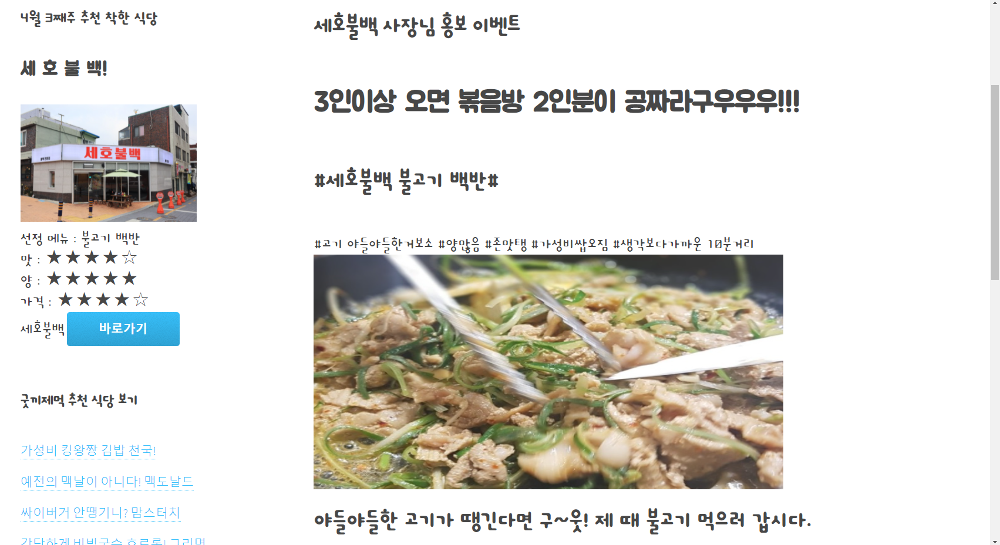 4월 3째주 추천 착한 식당
세 호 불 백!
세호불백
선정 메뉴 : 불고기 백반
맛 : ★★★★☆
양 : ★★★★★
가격 : ★★★★☆
세호불백 바로가기
굿끼제먹 추천 식당 보기
가성비 킹왕짱 김밥 천국!
예전의 맥날이 아니다! 맥도날드
싸이버거 안땡기니? 맘스터치
간단하게 비빔국수 호로록! 그리면
세호불백 사장님 홍보 이벤트
3인이상 오면 볶음방 2인분이 공짜라구우우우!!!
#세호불백 불고기 백반#
#고기 야들야들한거보소 #양많음 #존맛탱 #가성비쌉오짐 #생각보다가까운 10분거리
야들야들한 고기가 땡긴다면 구~웃! 제 때 불고기 먹으러 갑시다.